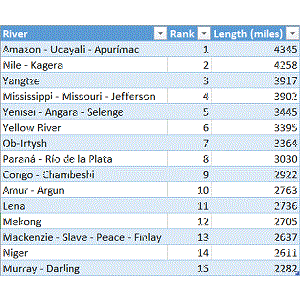 River Rank Length (miles)
Amazon - Ucayali - Apurímac 1 4345
Nile - Kagera 2 4258
Yangtze 3 3917
Mississippi - Missouri - Jefferson 4 3902
Yenisei - Angara - Selenge 5 3445
Yellow River 6 3395
Ob-Irtysh 7 3364
Paraná - Río de la Plata 8 3030
Congo - Chambeshi 9 2922
Amur - Argun 10 2763
Lena 11 2736
Mekong 12 2705
Mackenzie - Slave - Peace - Finlay 13 2637
Niger 14 2611
Murray - Darling 15 2282